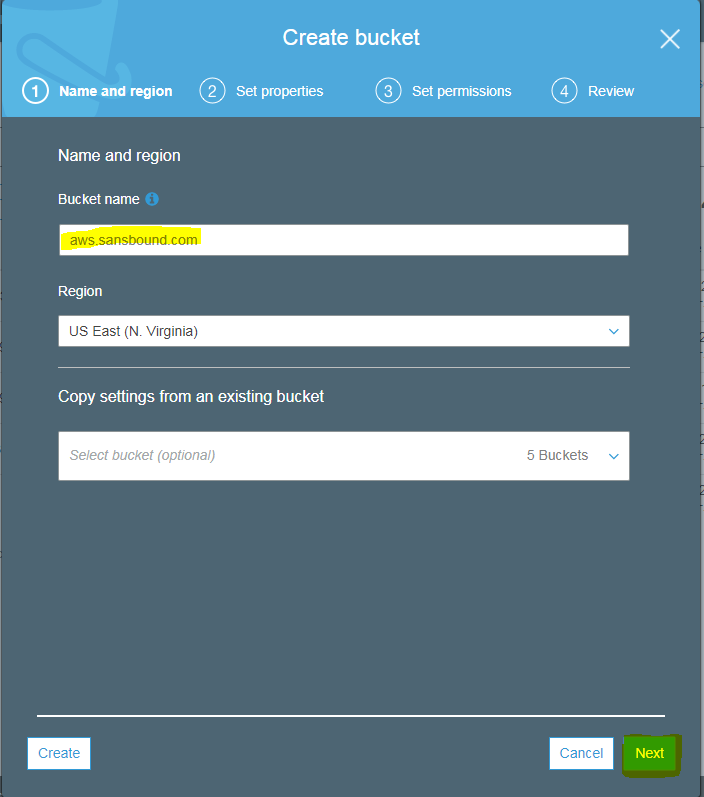 Create bucket
1 Name and region 2 Set properties 3 Set permissions 4 Review
Name and region
Bucket name i
aws.sansbound.com
Region
US East (N. Virginia)
Copy settings from an existing bucket
Select bucket (optional) 5 Buckets
Create Cancel Next